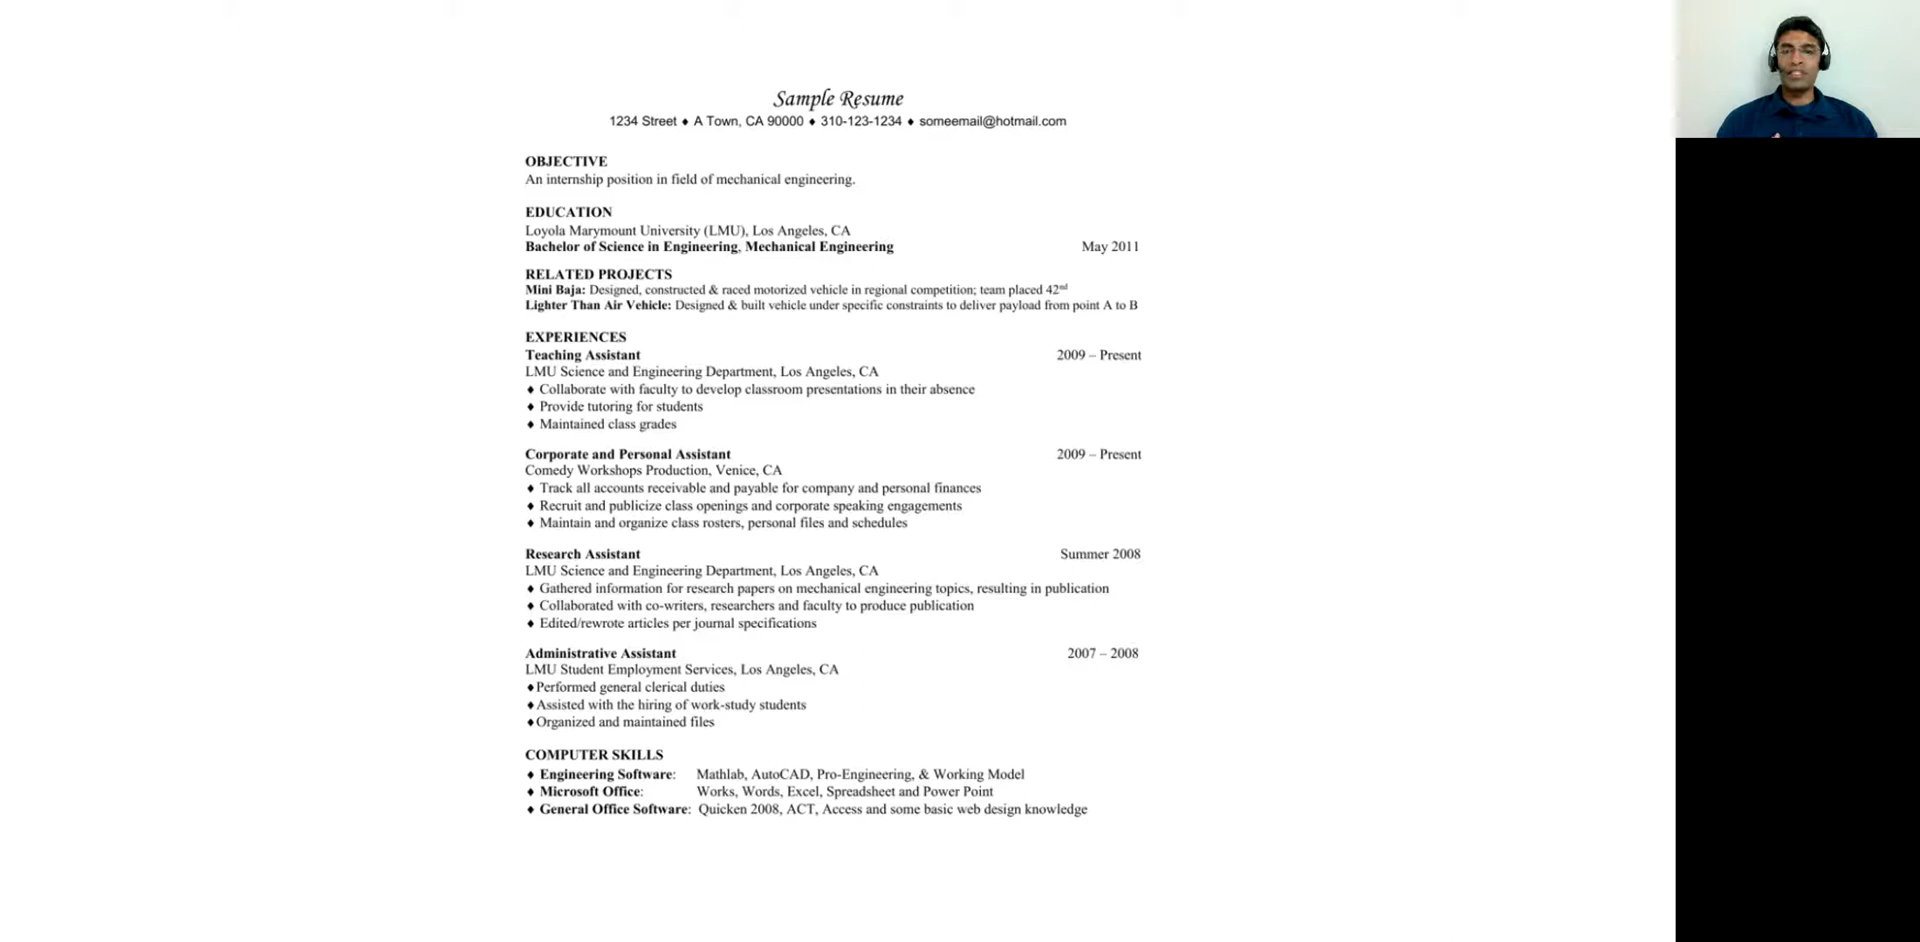 Sample Resume
1234 Street ♦ A Town, CA 90000 ♦ 310-123-1234 ♦ someemail@hotmail.com
OBJECTIVE
An internship position in field of mechanical engineering.
EDUCATION
Loyola Marymount University (LMU), Los Angeles, CA
Bachelor of Science in Engineering, Mechanical Engineering May 2011
RELATED PROJECTS
Mini Baja: Designed, constructed & raced motorized vehicle in regional competition; team placed 42nd
Lighter Than Air Vehicle: Designed & built vehicle under specific constraints to deliver payload from point A to B
EXPERIENCES
Teaching Assistant 2009 – Present
LMU Science and Engineering Department, Los Angeles, CA
♦ Collaborate with faculty to develop classroom presentations in their absence
♦ Provide tutoring for students
♦ Maintained class grades
Corporate and Personal Assistant 2009 – Present
Comedy Workshops Production, Venice, CA
♦ Track all accounts receivable and payable for company and personal finances
♦ Recruit and publicize class openings and corporate speaking engagements
♦ Maintain and organize class rosters, personal files and schedules
Research Assistant Summer 2008
LMU Science and Engineering Department, Los Angeles, CA
♦ Gathered information for research papers on mechanical engineering topics, resulting in publication
♦ Collaborated with co-writers, researchers and faculty to produce publication
♦ Edited/rewrote articles per journal specifications
Administrative Assistant 2007 – 2008
LMU Student Employment Services, Los Angeles, CA
♦Performed general clerical duties
♦Assisted with the hiring of work-study students
♦Organized and maintained files
COMPUTER SKILLS
♦ Engineering Software: Mathlab, AutoCAD, Pro-Engineering, & Working Model
♦ Microsoft Office: Works, Words, Excel, Spreadsheet and Power Point
♦ General Office Software: Quicken 2008, ACT, Access and some basic web design knowledge